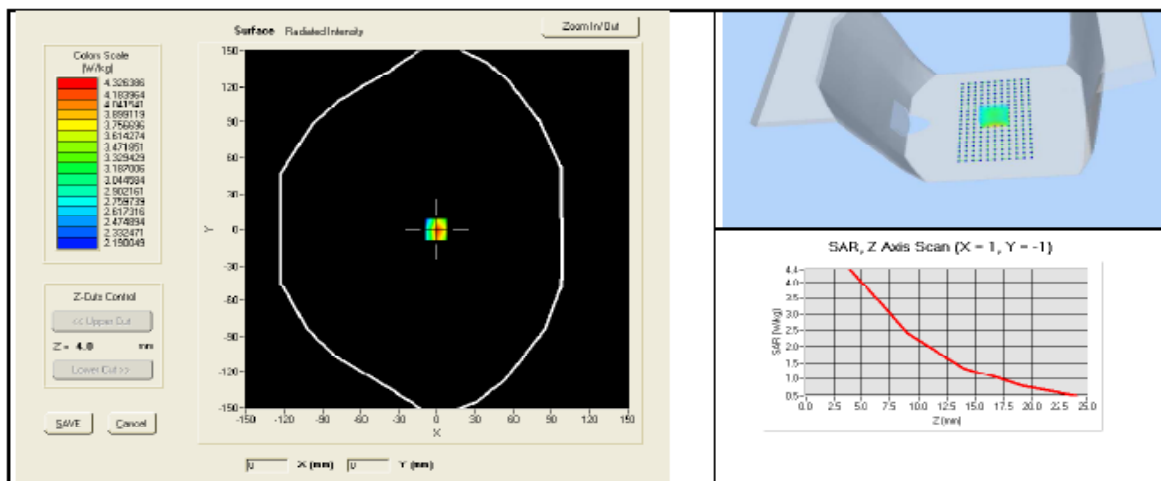 Surface Radiated Intensity
Zoom In/Out
Colors Scale
[W/kg]
4.326386
4.183964
4.041541
3.899119
3.756696
3.614274
3.471851
3.329429
3.187006
3.044584
2.902161
2.759739
2.617316
2.474894
2.332471
2.190049
Z-Cuts Control
<< Upper Cut
Z = 4.0 mm
Lower Cut >>
SAVE Cancel
150
120
90
60
30
0
-30
-60
-90
-120
-150
Y
-150 -120 -90 -60 -30 0 30 60 90 120 150
X
0 X (mm) 0 Y (mm)
SAR, Z Axis Scan (X = 1, Y = -1)
SAR [W/kg]
4.4
4.0
3.5
3.0
2.5
2.0
1.5
1.0
0.5
0.0 2.5 5.0 7.5 10.0 12.5 15.0 17.5 20.0 22.5 25.0
Z (mm)